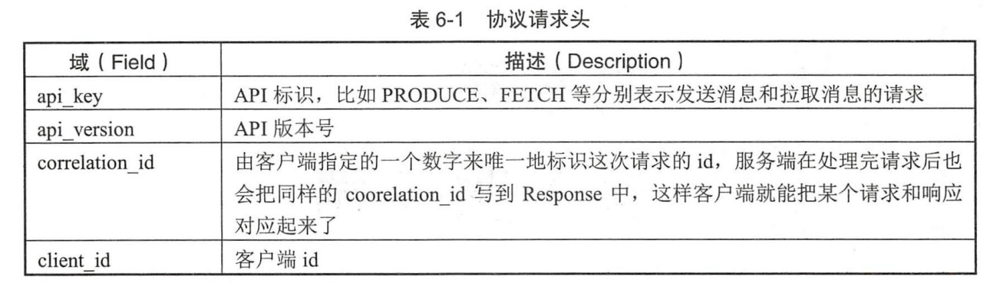 表 6-1 协议请求头
域（Field） 描述（Description）
api_key API 标识，比如 PRODUCE、FETCH 等分别表示发送消息和拉取消息的请求
api_version API 版本号
correlation_id 由客户端指定的一个数字来唯一地标识这次请求的 id，服务端在处理完请求后也
会把同样的 coorelation_id 写到 Response 中，这样客户端就能把某个请求和响应
对应起来了
client_id 客户端 id